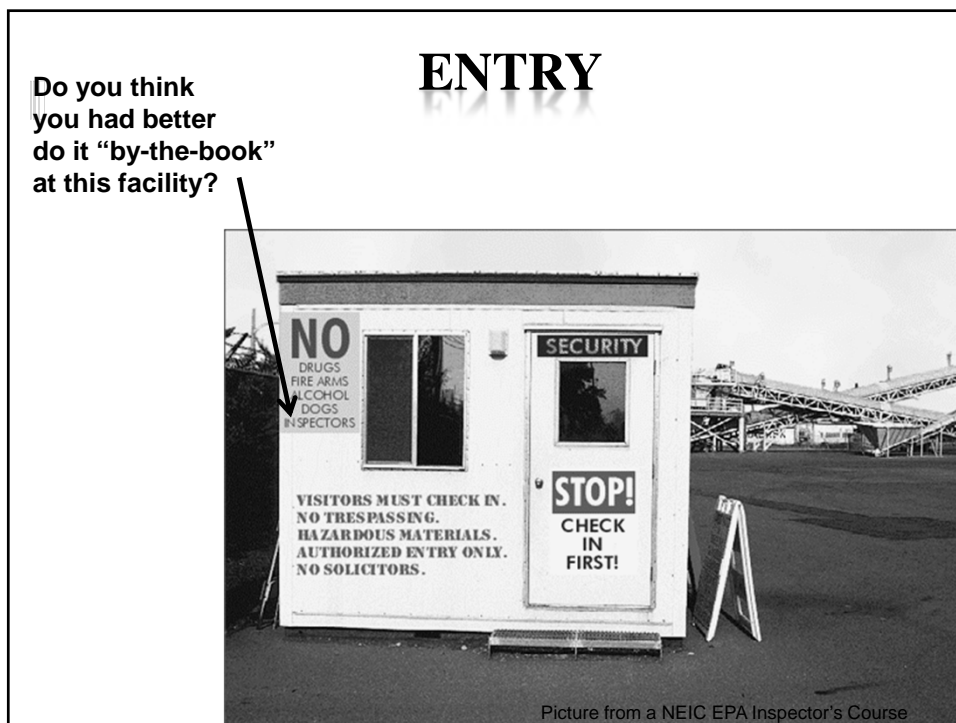 ENTRY
Do you think
you had better
do it “by-the-book”
at this facility?
NO
DRUGS
FIRE ARMS
ALCOHOL
DOGS
INSPECTORS
SECURITY
VISITORS MUST CHECK IN.
NO TRESPASSING.
HAZARDOUS MATERIALS.
AUTHORIZED ENTRY ONLY.
NO SOLICITORS.
STOP!
CHECK
IN
FIRST!
Picture from a NEIC EPA Inspector's Course